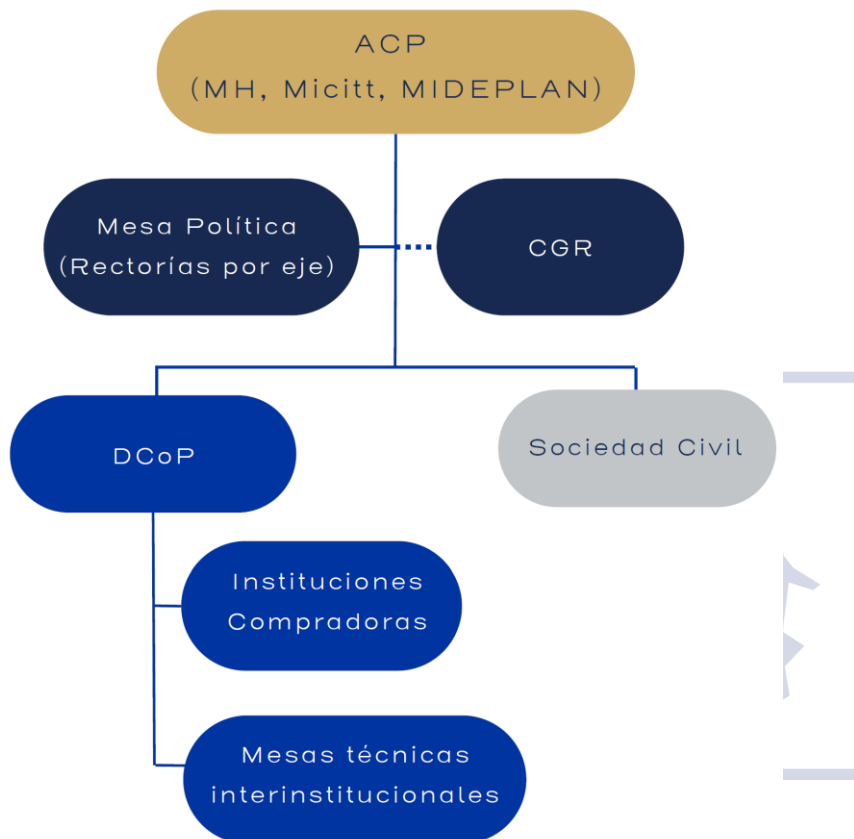 ACP
(MH, Micitt, MIDEPLAN)
Mesa Política
(Rectorías por eje)
CGR
DCoP
Sociedad Civil
Instituciones
Compradoras
Mesas técnicas
interinstitucionales